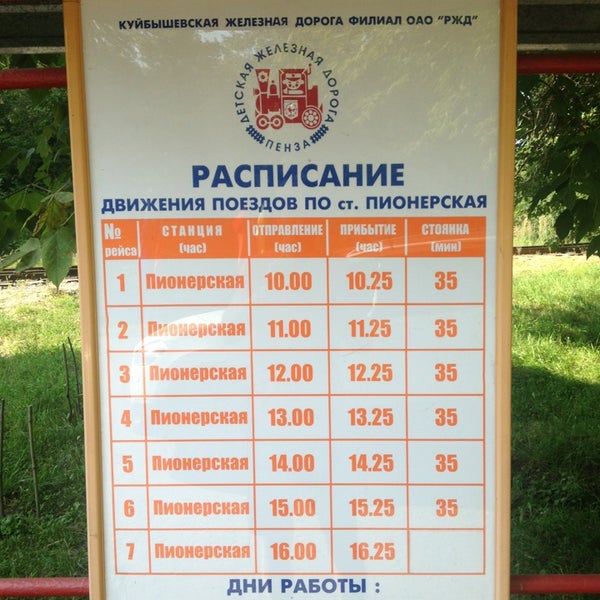 КУЙБЫШЕВСКАЯ ЖЕЛЕЗНАЯ ДОРОГА ФИЛИАЛ ОАО "РЖД"
ДЕТСКАЯ ЖЕЛЕЗНАЯ ДОРОГА
ПЕНЗА
РАСПИСАНИЕ
ДВИЖЕНИЯ ПОЕЗДОВ ПО ст. ПИОНЕРСКАЯ
№ СТАНЦИЯ ОТПРАВЛЕНИЕ ПРИБЫТИЕ СТОЯНКА
рейса (час) (час) (час) (мин)
1 Пионерская 10.00 10.25 35
2 Пионерская 11.00 11.25 35
3 Пионерская 12.00 12.25 35
4 Пионерская 13.00 13.25 35
5 Пионерская 14.00 14.25 35
6 Пионерская 15.00 15.25 35
7 Пионерская 16.00 16.25
ДНИ РАБОТЫ :